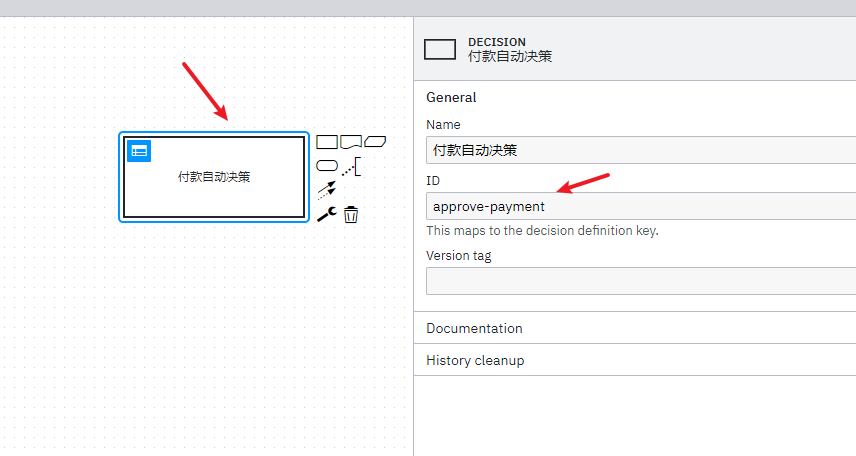 付款自动决策
DECISION
付款自动决策
General
Name
付款自动决策
ID
approve-payment
This maps to the decision definition key.
Version tag
Documentation
History cleanup